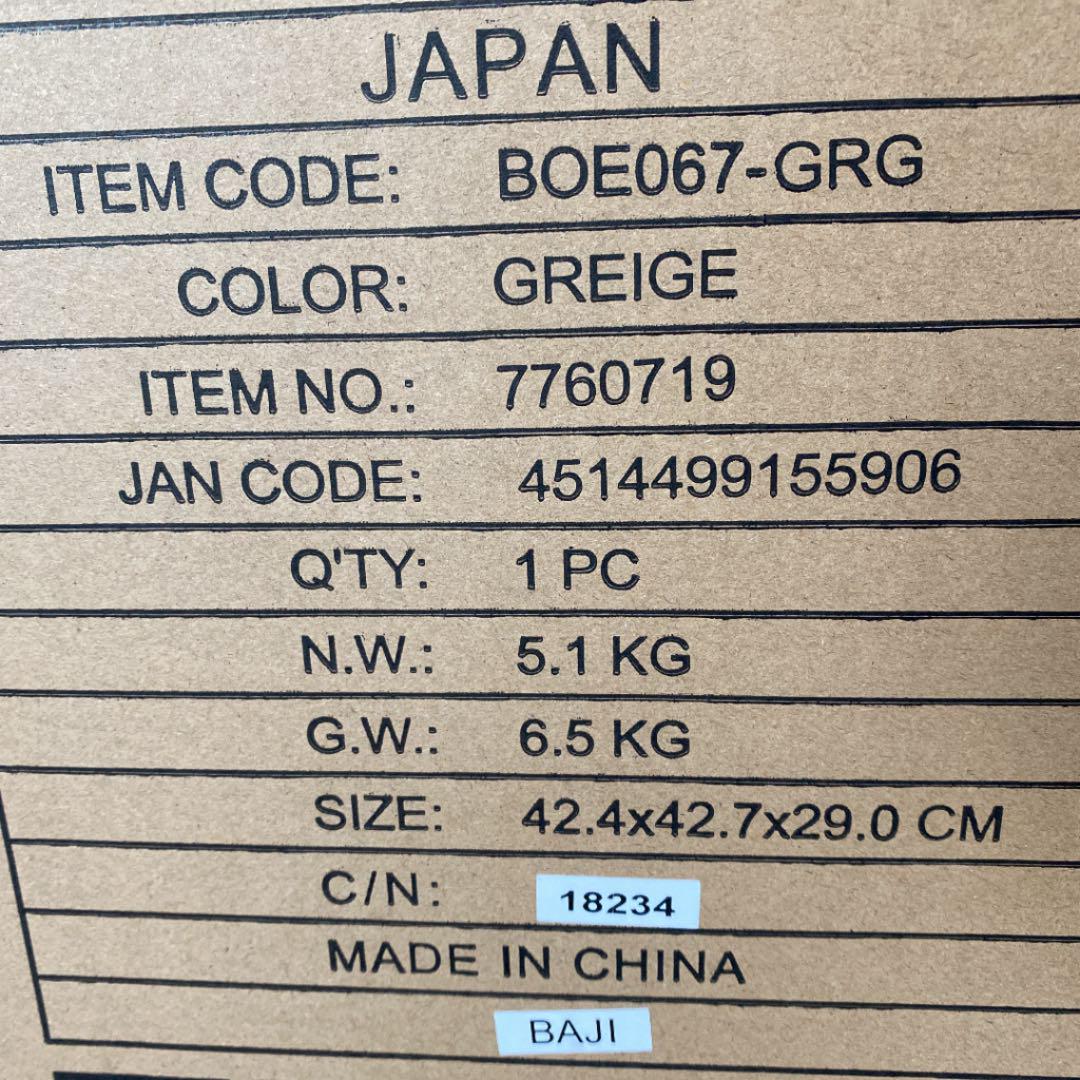 JAPAN
ITEM CODE: BOE067-GRG
COLOR: GREIGE
ITEM NO.: 7760719
JAN CODE: 4514499155906
Q'TY: 1 PC
N.W.: 5.1 KG
G.W.: 6.5 KG
SIZE: 42.4x42.7x29.0 CM
C/N: 18234
MADE IN CHINA
BAJI